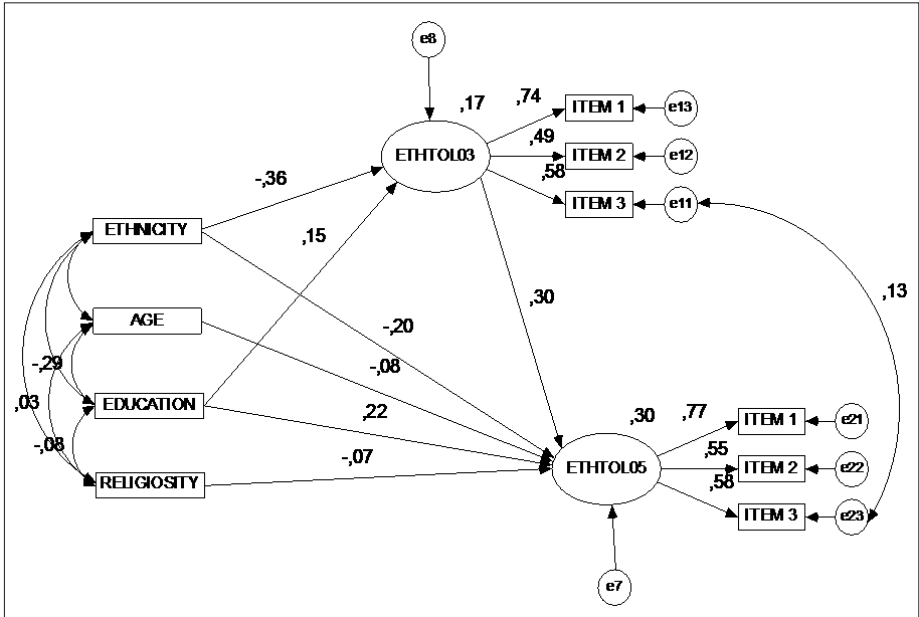 e8
,17
,74
ITEM 1
e13
,49
ETHTOL03
ITEM 2
e12
,58
ITEM 3
e11
-,36
ETHNICITY
,15
,30
,13
AGE
-,20
-,08
-,29
,03
EDUCATION
,22
-,08
-,07
RELIGIOSITY
,30
,77
ITEM 1
e21
,55
ETHTOL05
ITEM 2
e22
,58
ITEM 3
e23
e7